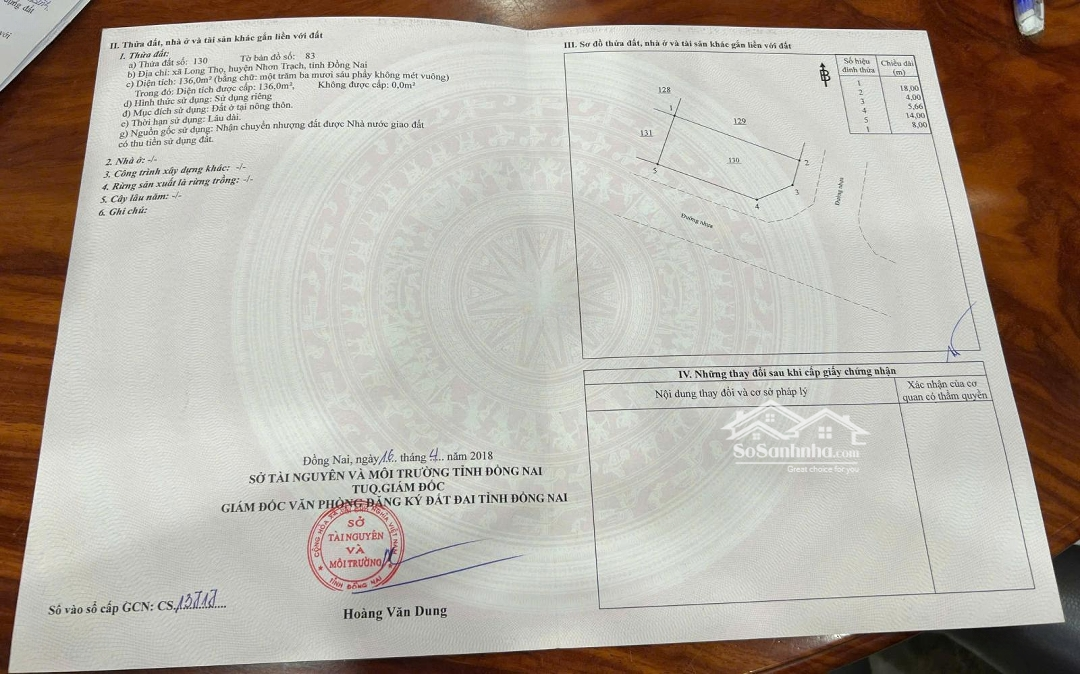 II. Thửa đất, nhà ở và tài sản khác gắn liền với đất
1. Thửa đất:
a) Thửa đất số: 130 Tờ bản đồ số: 83
b) Địa chỉ: xã Long Thọ, huyện Nhơn Trạch, tỉnh Đồng Nai
c) Diện tích: 136,0m² (bằng chữ: một trăm ba mươi sáu phẩy không mét vuông)
Trong đó: Diện tích được cấp: 136,0m², Không được cấp: 0,0m²
d) Hình thức sử dụng: Sử dụng riêng
đ) Mục đích sử dụng: Đất ở tại nông thôn.
e) Thời hạn sử dụng: Lâu dài.
g) Nguồn gốc sử dụng: Nhận chuyển nhượng đất được Nhà nước giao đất
có thu tiền sử dụng đất.
2. Nhà ở: -/-
3. Công trình xây dựng khác: -/-
4. Rừng sản xuất là rừng trồng: -/-
5. Cây lâu năm: -/-
6. Ghi chú:
Đồng Nai, ngày 16 tháng 4 năm 2018
SỞ TÀI NGUYÊN VÀ MÔI TRƯỜNG TỈNH ĐỒNG NAI
TUQ.GIÁM ĐỐC
GIÁM ĐỐC VĂN PHÒNG ĐĂNG KÝ ĐẤT ĐAI TỈNH ĐỒNG NAI
SỞ
TÀI NGUYÊN
VÀ
MÔI TRƯỜNG
TỈNH ĐỒNG NAI
Hoàng Văn Dung
Số vào sổ cấp GCN: CS
III. Sơ đồ thửa đất, nhà ở và tài sản khác gắn liền với đất
B
Số hiệu đỉnh thửa
Chiều dài (m)
1
18,00
2
4,00
3
5,66
4
14,00
5
8,00
1
128
129
131
130
1
2
3
4
5
Đường nhựa
Đường nhựa
IV. Những thay đổi sau khi cấp giấy chứng nhận
Nội dung thay đổi và cơ sở pháp lý
Xác nhận của cơ
quan có thẩm quyền
SoSanhnha.com
Great choice for you